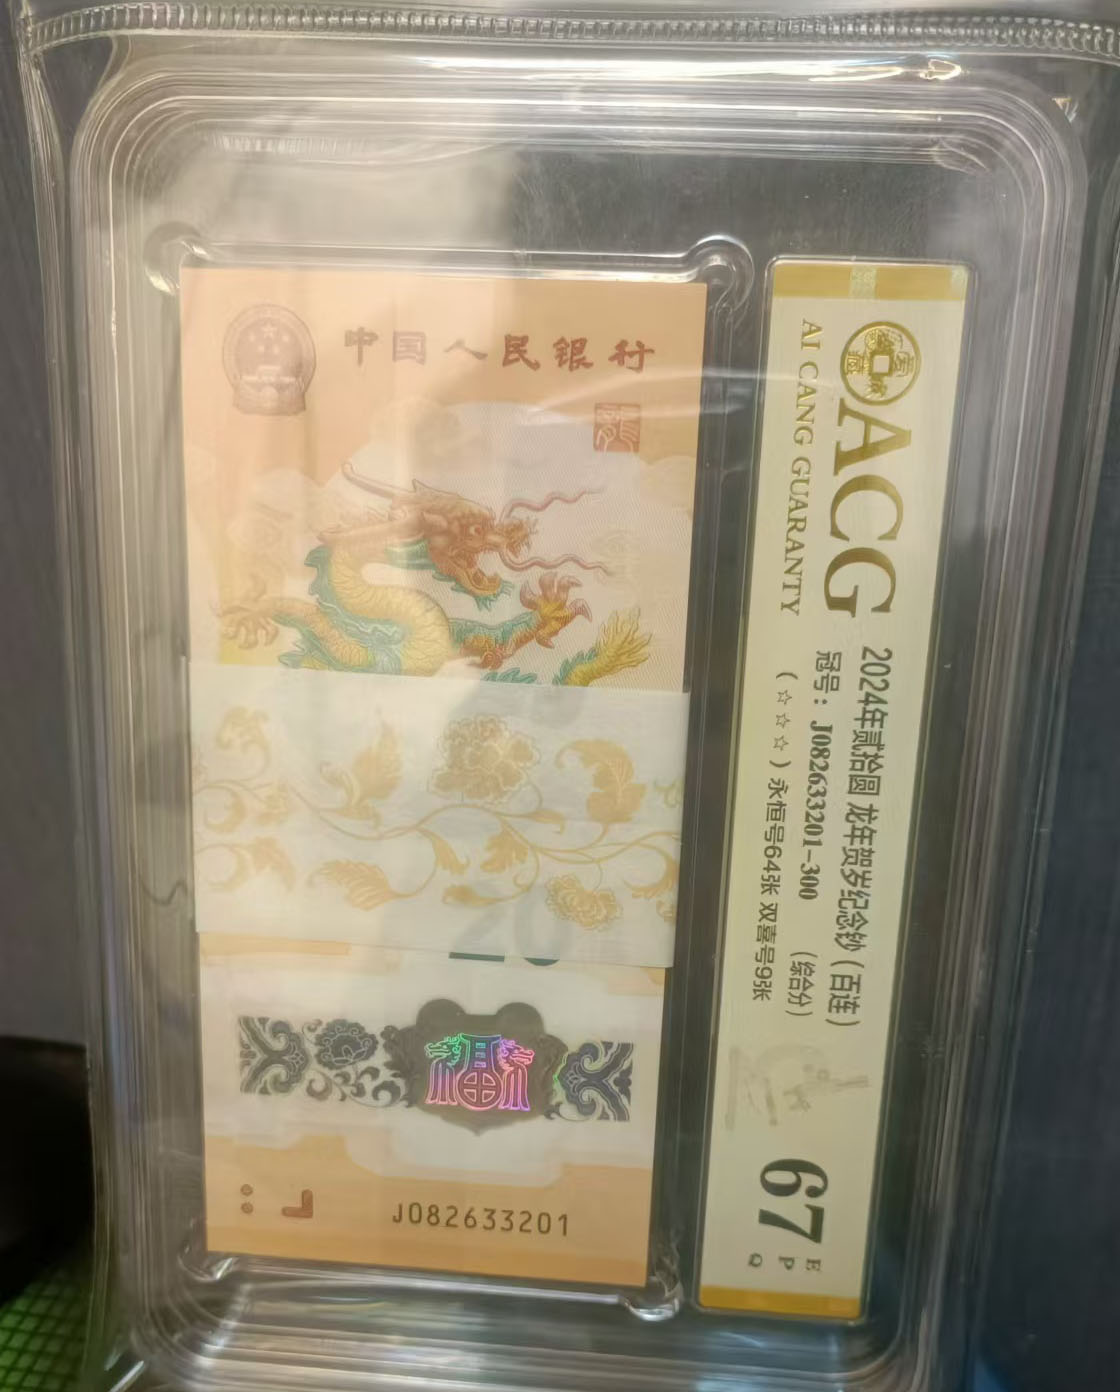 中国人民银行
J082633201
ACG
AI CANG GUARANTY
2024年贰拾圆 龙年贺岁纪念钞（百连）
冠号：J082633201-300 （综合分）
（☆☆☆）永恒号64张 双喜号9张
67
E
P
Q